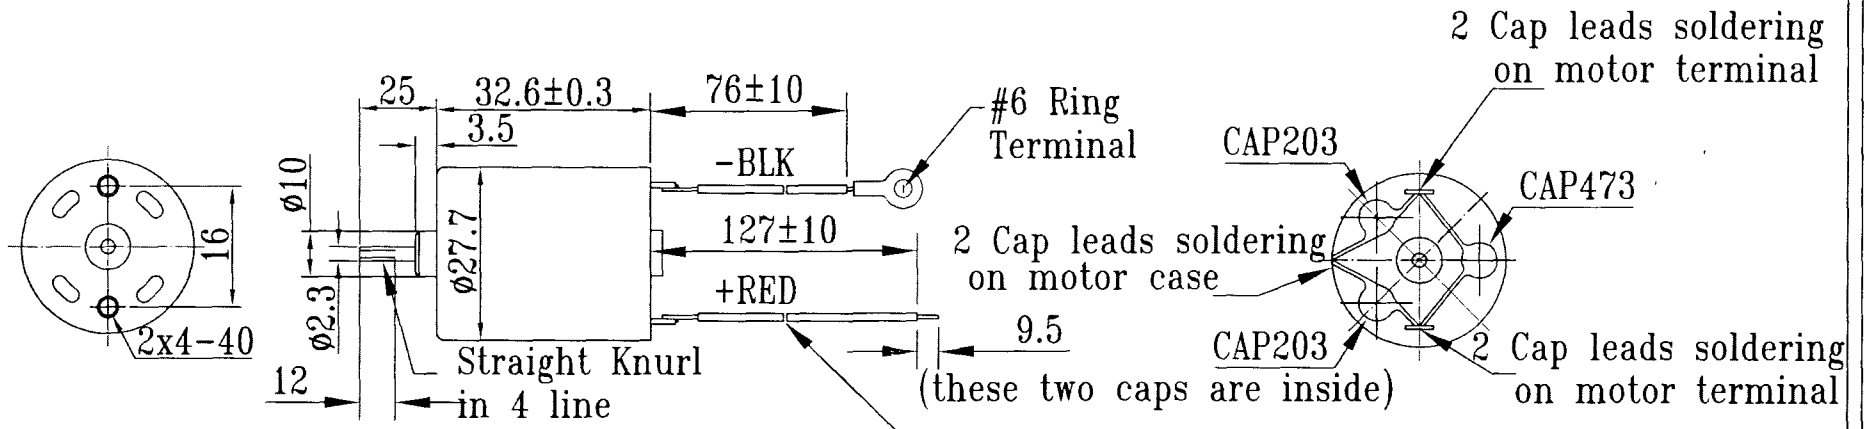 2 Cap leads soldering
on motor terminal
25
32.6±0.3
76±10
#6 Ring
Terminal
3.5
CAP203
-BLK
CAP473
ø10
16
ø27.7
127±10
2 Cap leads soldering
on motor case
+RED
ø2.3
2x4-40
9.5
CAP203
2 Cap leads soldering
on motor terminal
Straight Knurl
in 4 line
12
(these two caps are inside)